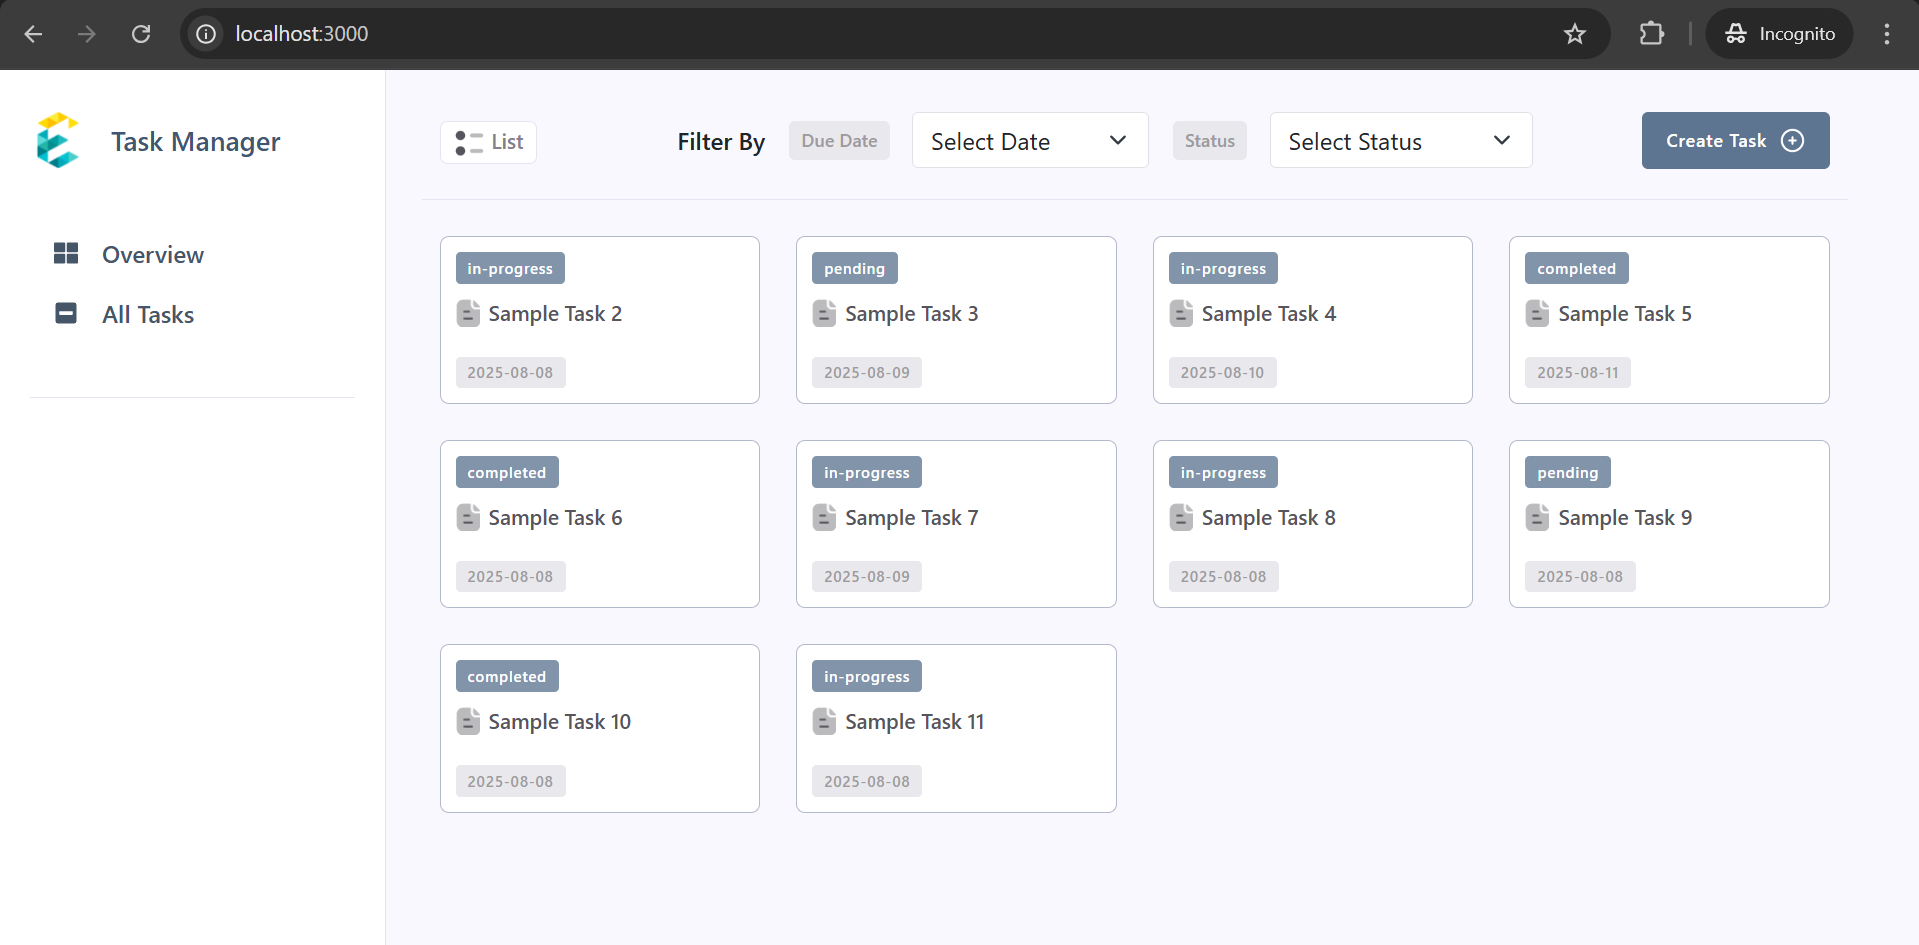 localhost:3000
Incognito
Task Manager
Overview
All Tasks
List
Filter By
Due Date
Select Date
Status
Select Status
Create Task
in-progress
Sample Task 2
2025-08-08
pending
Sample Task 3
2025-08-09
in-progress
Sample Task 4
2025-08-10
completed
Sample Task 5
2025-08-11
completed
Sample Task 6
2025-08-08
in-progress
Sample Task 7
2025-08-09
in-progress
Sample Task 8
2025-08-08
pending
Sample Task 9
2025-08-08
completed
Sample Task 10
2025-08-08
in-progress
Sample Task 11
2025-08-08